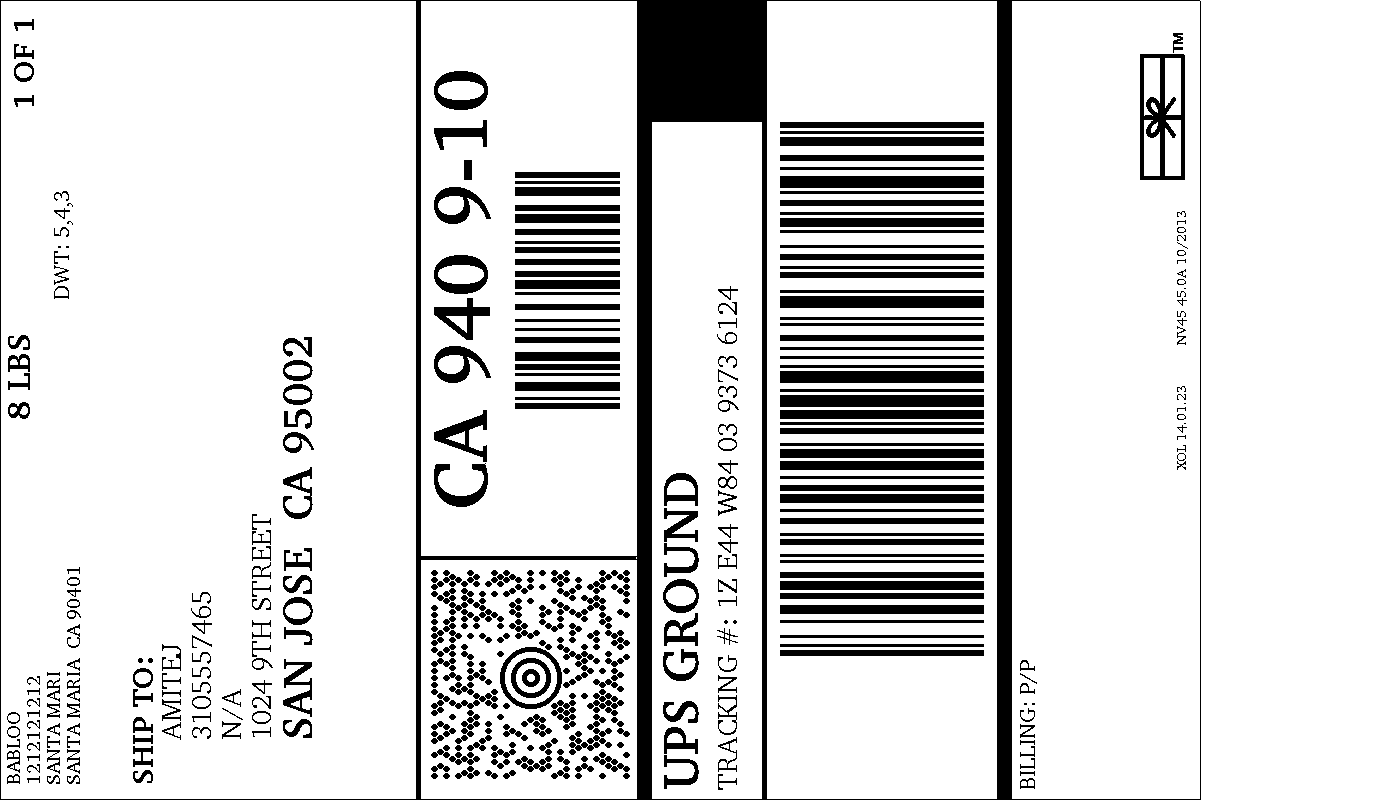 BABLOO
1212121212
SANTA MARI
SANTA MARIA  CA 90401
8 LBS
1 OF 1
DWT: 5,4,3
SHIP TO:
AMITEJ
3105557465
N/A
1024 9TH STREET
SAN JOSE  CA 95002
CA 940 9-10
UPS GROUND
TRACKING #: 1Z E44 W84 03 9373 6124
BILLING: P/P
XOL 14.01.23
NV45 45.0A 10/2013
TM